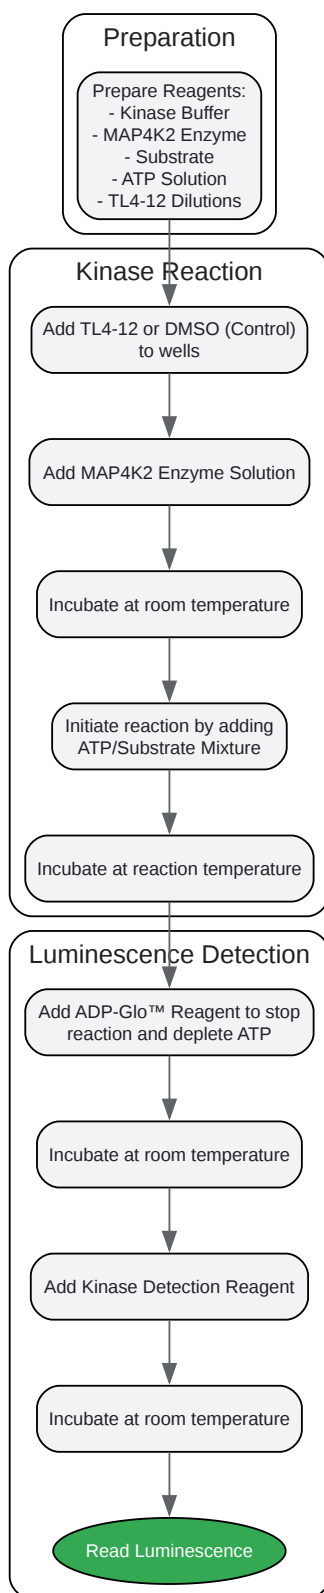 Preparation
Prepare Reagents:
- Kinase Buffer
- MAP4K2 Enzyme
- Substrate
- ATP Solution
- TL4-12 Dilutions
Kinase Reaction
Add TL4-12 or DMSO (Control)
to wells
Add MAP4K2 Enzyme Solution
Incubate at room temperature
Initiate reaction by adding
ATP/Substrate Mixture
Incubate at reaction temperature
Luminescence Detection
Add ADP-Glo™ Reagent to stop
reaction and deplete ATP
Incubate at room temperature
Add Kinase Detection Reagent
Incubate at room temperature
Read Luminescence